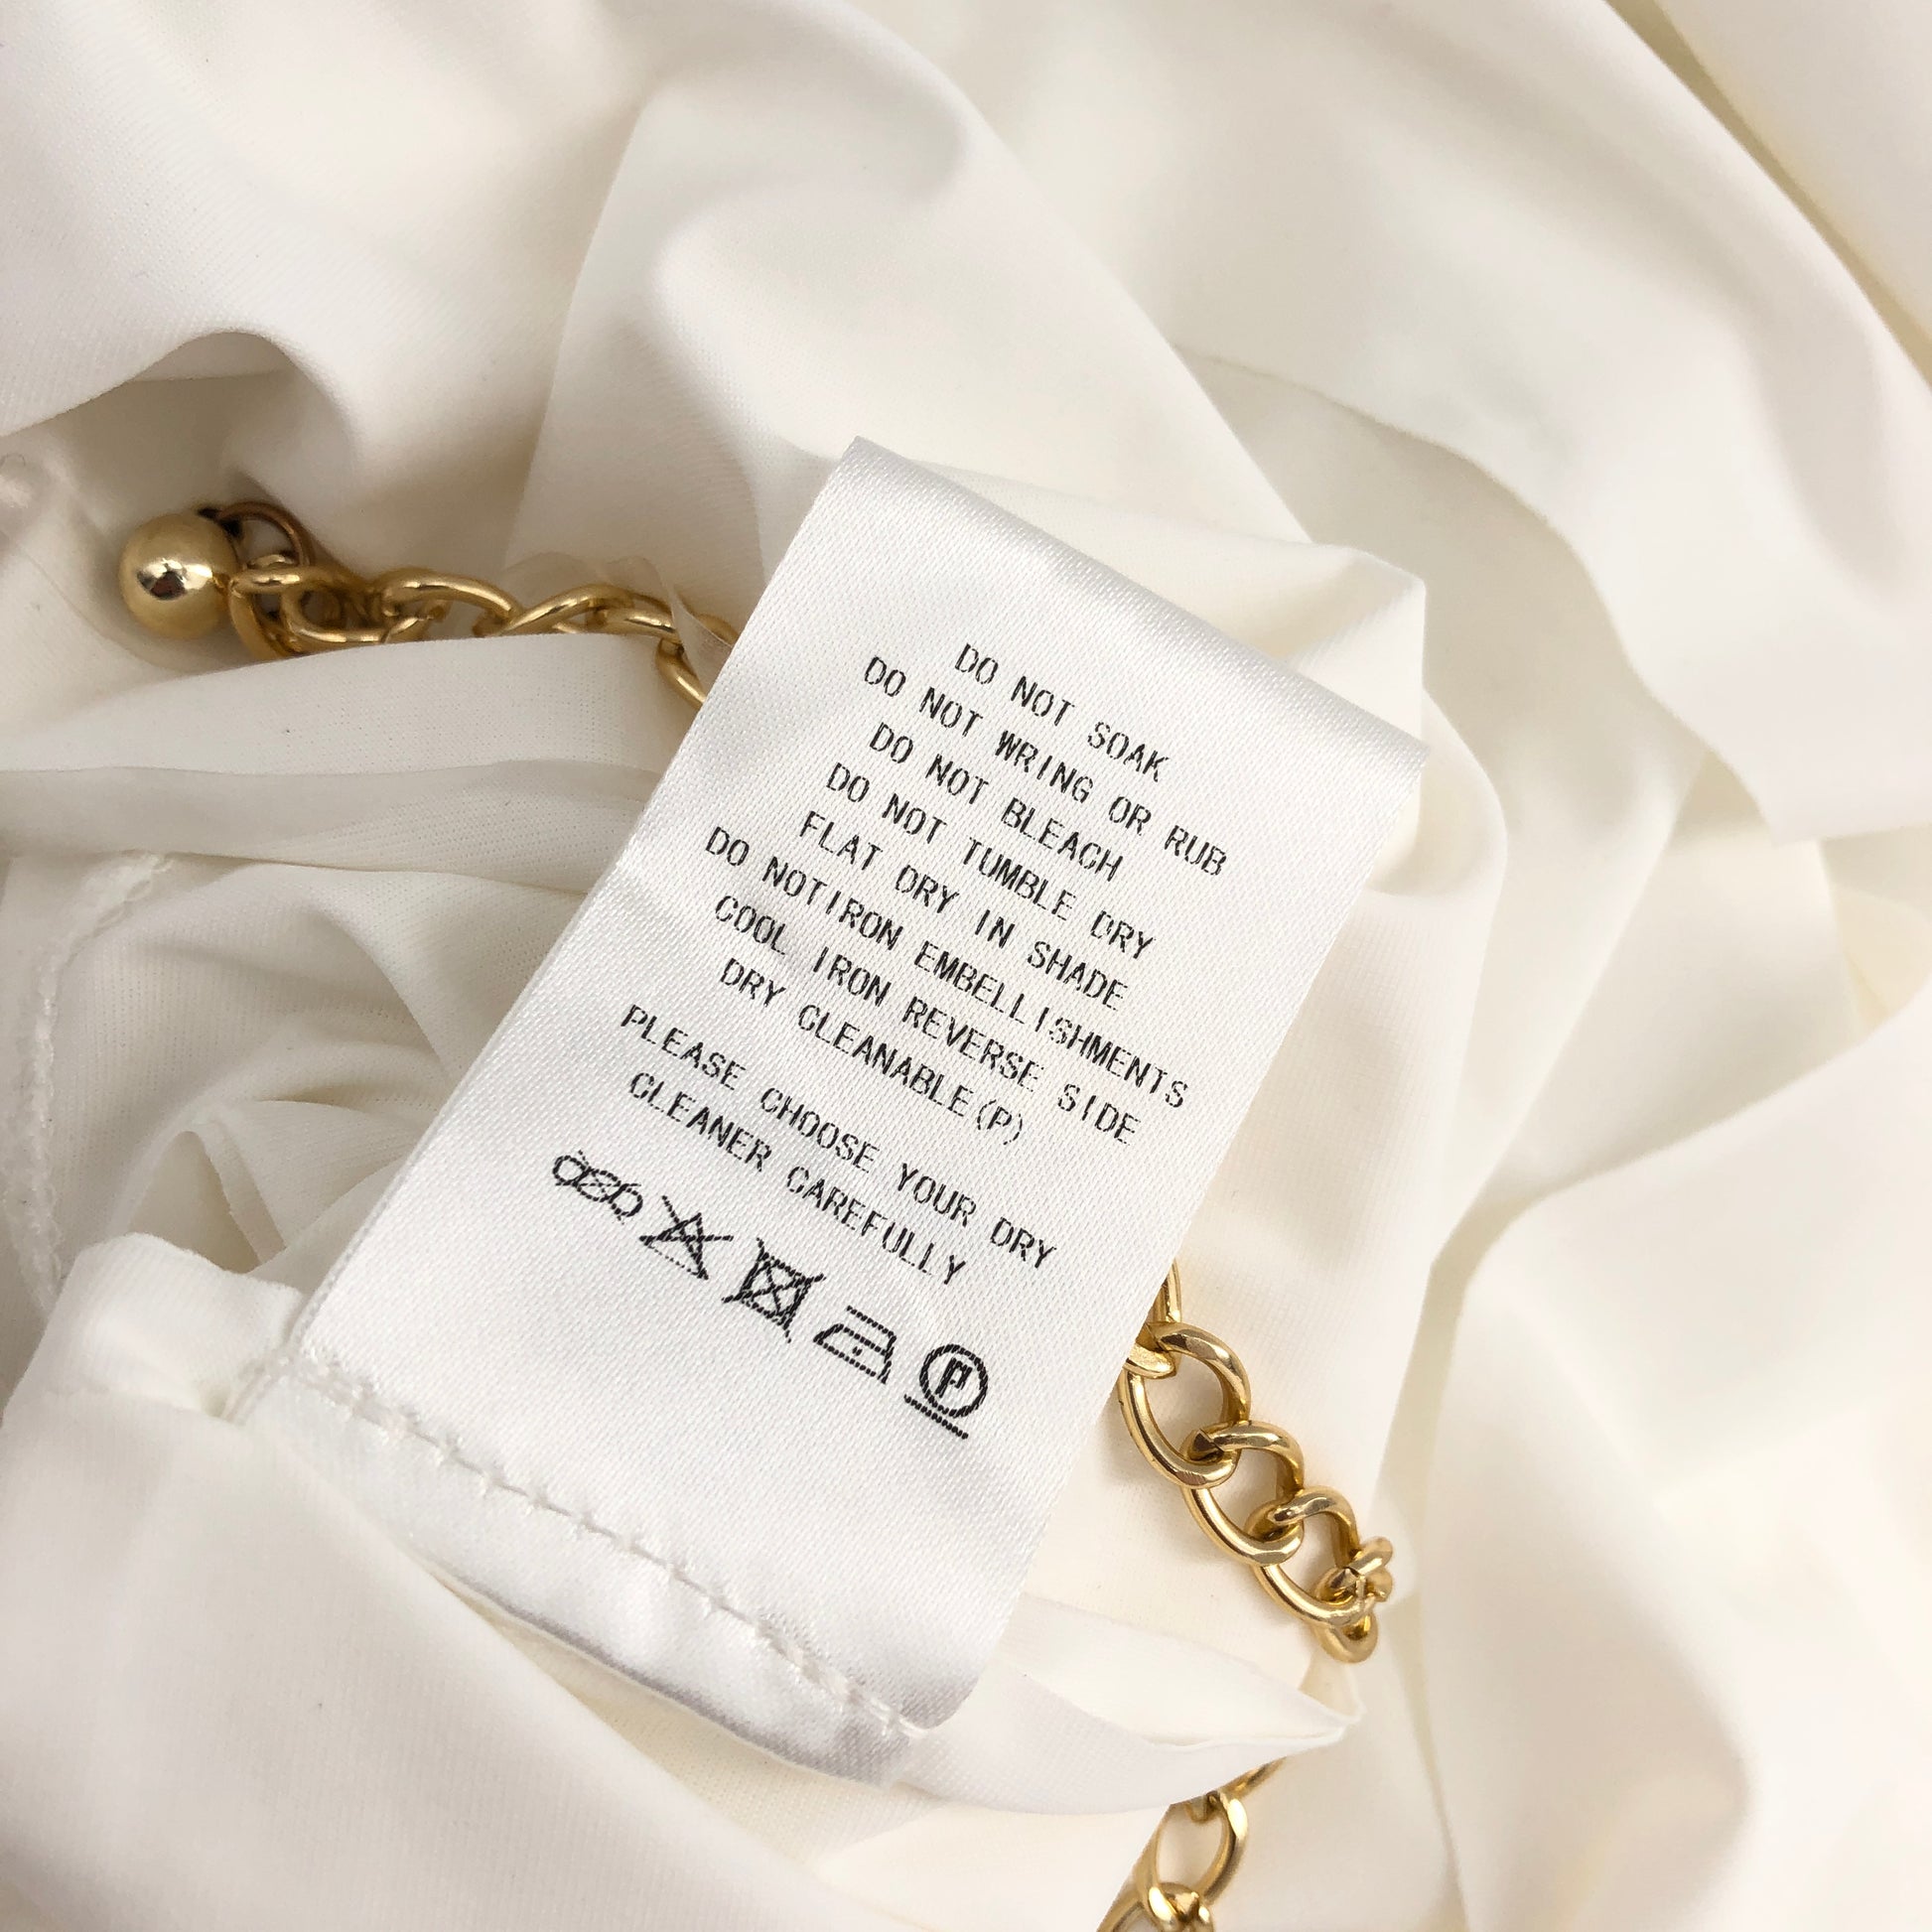 DO NOT SOAK
DO NOT WRING OR RUB
DO NOT BLEACH
DO NOT TUMBLE DRY
FLAT DRY IN SHADE
DO NOTIRON EMBELLISHMENTS
COOL IRON REVERSE SIDE
DRY CLEANABLE(P)
PLEASE CHOOSE YOUR DRY
CLEANER CAREFULLY
P